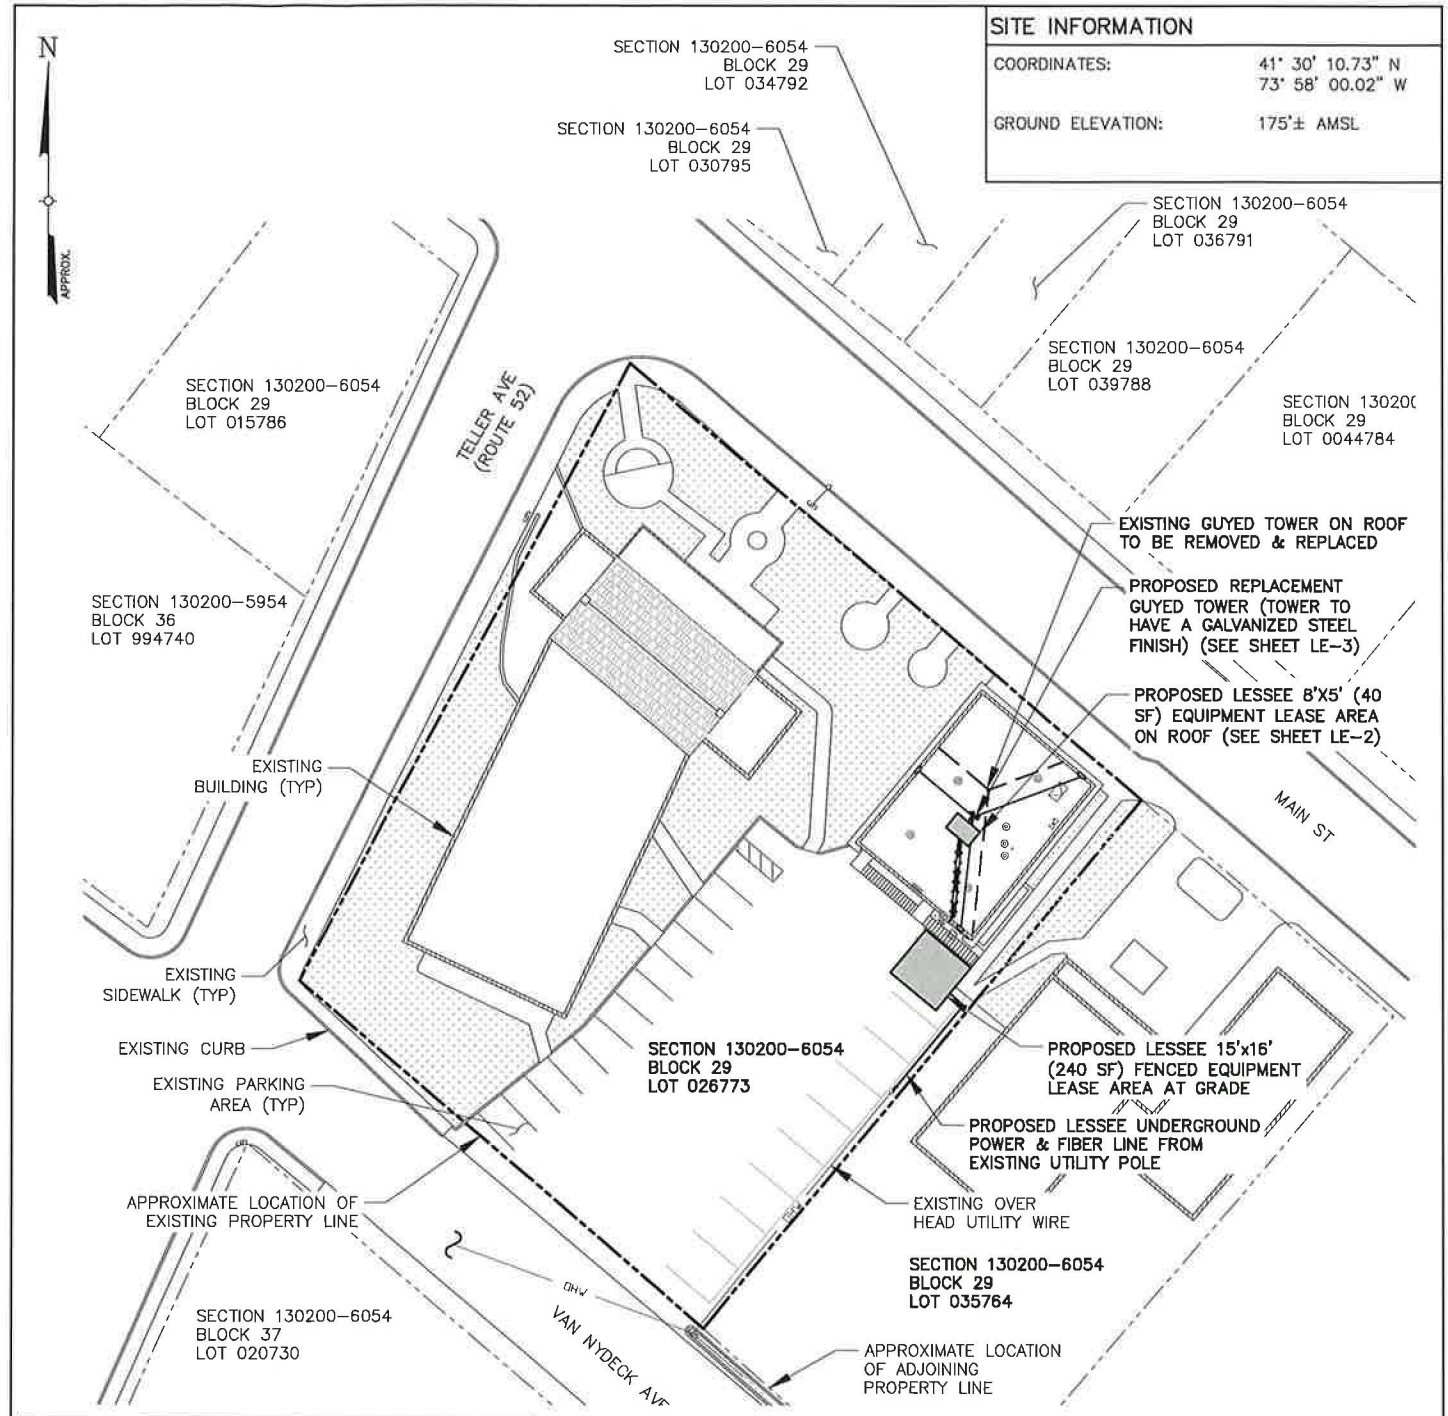 SITE INFORMATION
COORDINATES: 41° 30' 10.73" N
73° 58' 00.02" W
GROUND ELEVATION: 175'± AMSL
N
APPROX.
SECTION 130200-6054
BLOCK 29
LOT 034792
SECTION 130200-6054
BLOCK 29
LOT 030795
SECTION 130200-6054
BLOCK 29
LOT 036791
SECTION 130200-6054
BLOCK 29
LOT 039788
SECTION 130200-6054
BLOCK 29
LOT 015786
TELLER AVE
(ROUTE 52)
SECTION 13020(
BLOCK 29
LOT 0044784
EXISTING GUYED TOWER ON ROOF
TO BE REMOVED & REPLACED
PROPOSED REPLACEMENT
GUYED TOWER (TOWER TO
HAVE A GALVANIZED STEEL
FINISH) (SEE SHEET LE-3)
SECTION 130200-5954
BLOCK 36
LOT 994740
PROPOSED LESSEE 8'X5' (40
SF) EQUIPMENT LEASE AREA
ON ROOF (SEE SHEET LE-2)
EXISTING
BUILDING (TYP)
MAIN ST
EXISTING
SIDEWALK (TYP)
EXISTING CURB
EXISTING PARKING
AREA (TYP)
SECTION 130200-6054
BLOCK 29
LOT 026773
PROPOSED LESSEE 15'x16'
(240 SF) FENCED EQUIPMENT
LEASE AREA AT GRADE
PROPOSED LESSEE UNDERGROUND
POWER & FIBER LINE FROM
EXISTING UTILITY POLE
APPROXIMATE LOCATION OF
EXISTING PROPERTY LINE
EXISTING OVER
HEAD UTILITY WIRE
SECTION 130200-6054
BLOCK 29
LOT 035764
OHW
VAN NYDECK AVE
SECTION 130200-6054
BLOCK 37
LOT 020730
APPROXIMATE LOCATION
OF ADJOINING
PROPERTY LINE